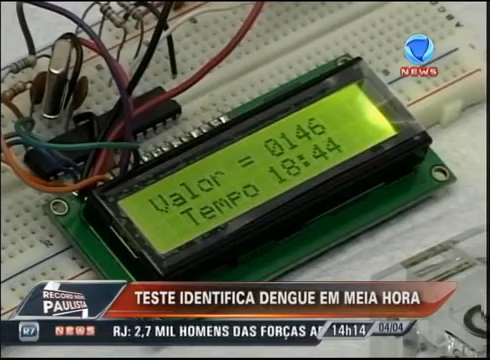 NEWS
Valor = 0146
Tempo 18:44
RECORD NEWS
PAULISTA
TESTE IDENTIFICA DENGUE EM MEIA HORA
R7 NEWS RJ: 2,7 MIL HOMENS DAS FORÇAS 14h14 04/04